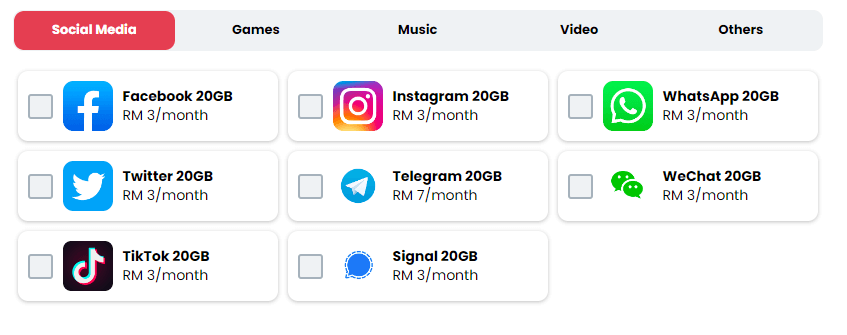 Social Media
Games
Music
Video
Others
Facebook 20GB
RM 3/month
Instagram 20GB
RM 3/month
WhatsApp 20GB
RM 3/month
Twitter 20GB
RM 3/month
Telegram 20GB
RM 7/month
WeChat 20GB
RM 3/month
TikTok 20GB
RM 3/month
Signal 20GB
RM 3/month